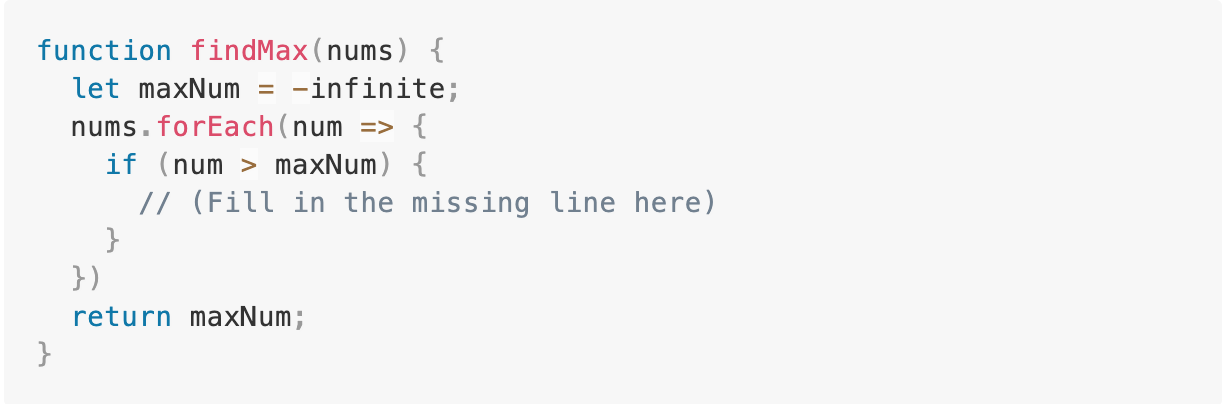 function findMax(nums) {
  let maxNum = -infinite;
  nums.forEach(num => {
    if (num > maxNum) {
      // (Fill in the missing line here)
    }
  })
  return maxNum;
}